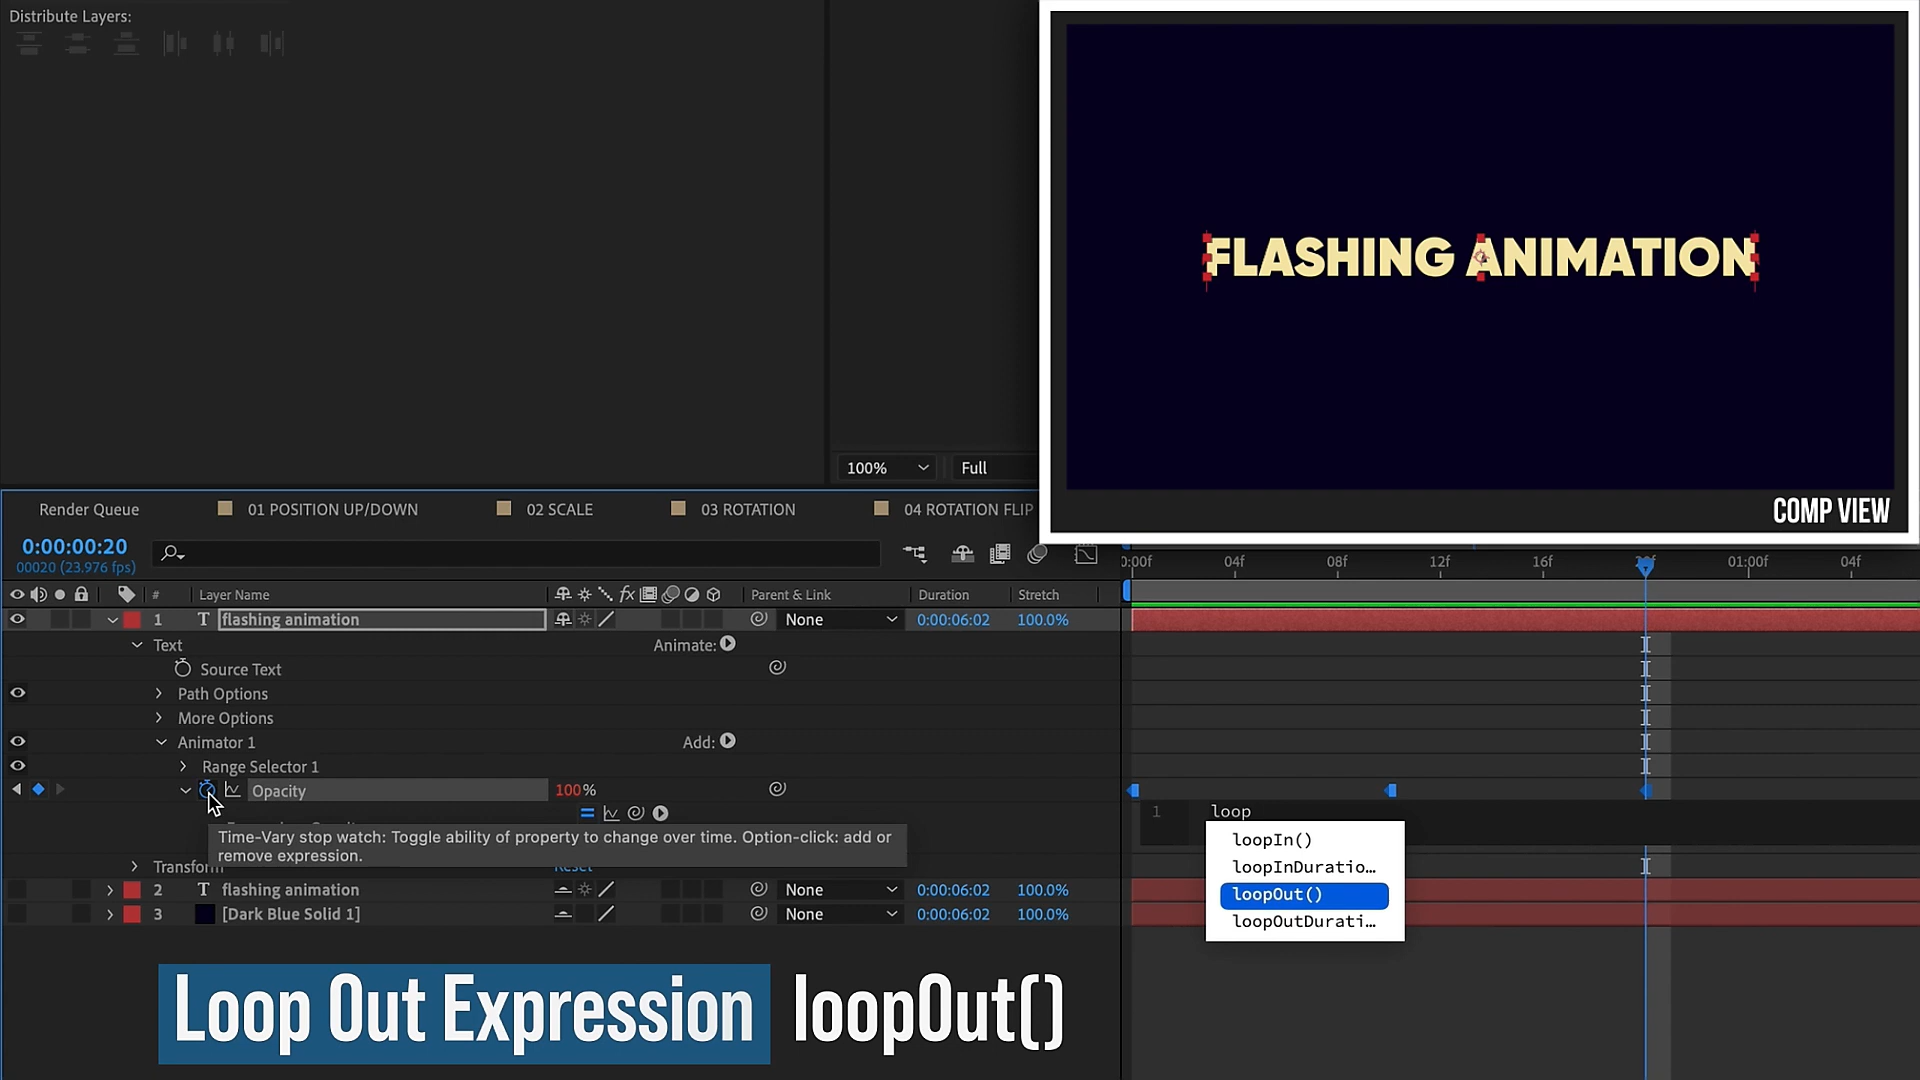 Distribute Layers:
FLASHING ANIMATION
100%
Full
COMP VIEW
Render Queue
01 POSITION UP/DOWN
02 SCALE
03 ROTATION
04 ROTATION FLIP
0:00:00:20
00020 (23.976 fps)
04f
08f
12f
16f
01:00f
04f
#
Layer Name
fx
Parent & Link
Duration
Stretch
1
T
flashing animation
None
0:00:06:02
100.0%
Text
Animate:
Source Text
Path Options
More Options
Animator 1
Add:
Range Selector 1
Opacity
100%
1
loop
loopIn()
loopInDuratio…
loopOut()
loopOutDurati…
Time-Vary stop watch: Toggle ability of property to change over time. Option-click: add or
remove expression.
Transform
Reset
2
T
flashing animation
None
0:00:06:02
100.0%
3
[Dark Blue Solid 1]
None
0:00:06:02
100.0%
Loop Out Expression loopOut()